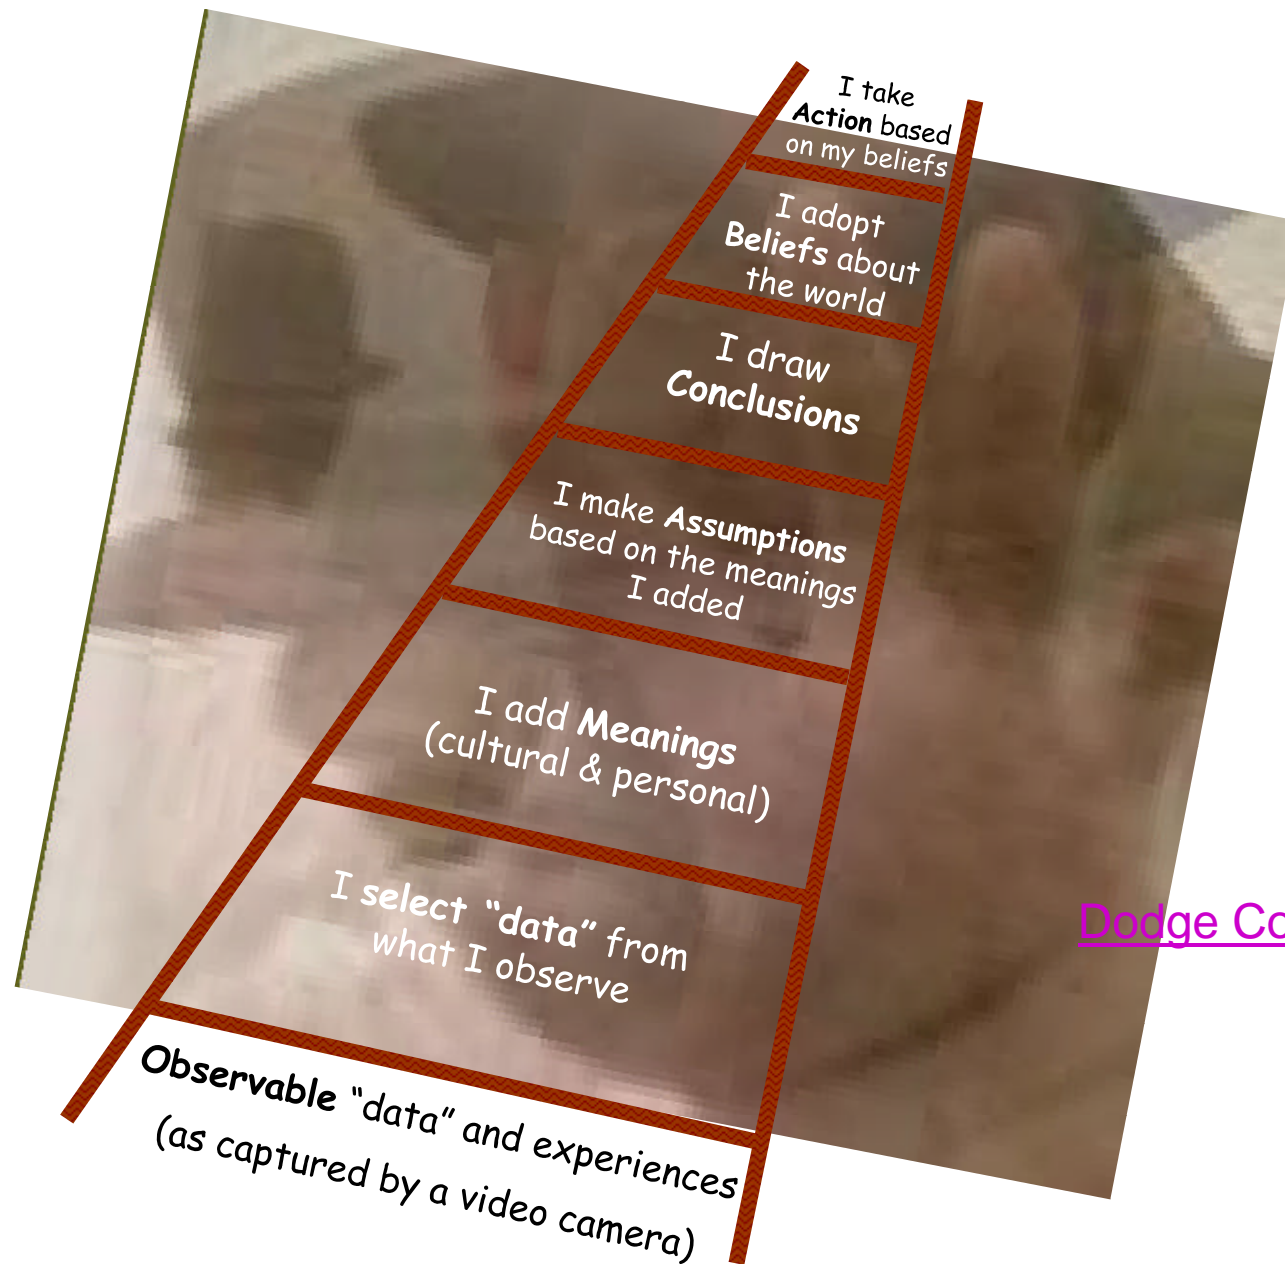 I take
Action based
on my beliefs
I adopt
Beliefs about
the world
I draw
Conclusions
I make Assumptions
based on the meanings
I added
I add Meanings
(cultural & personal)
I select “data” from
what I observe
Observable “data” and experiences
(as captured by a video camera)
Dodge Co